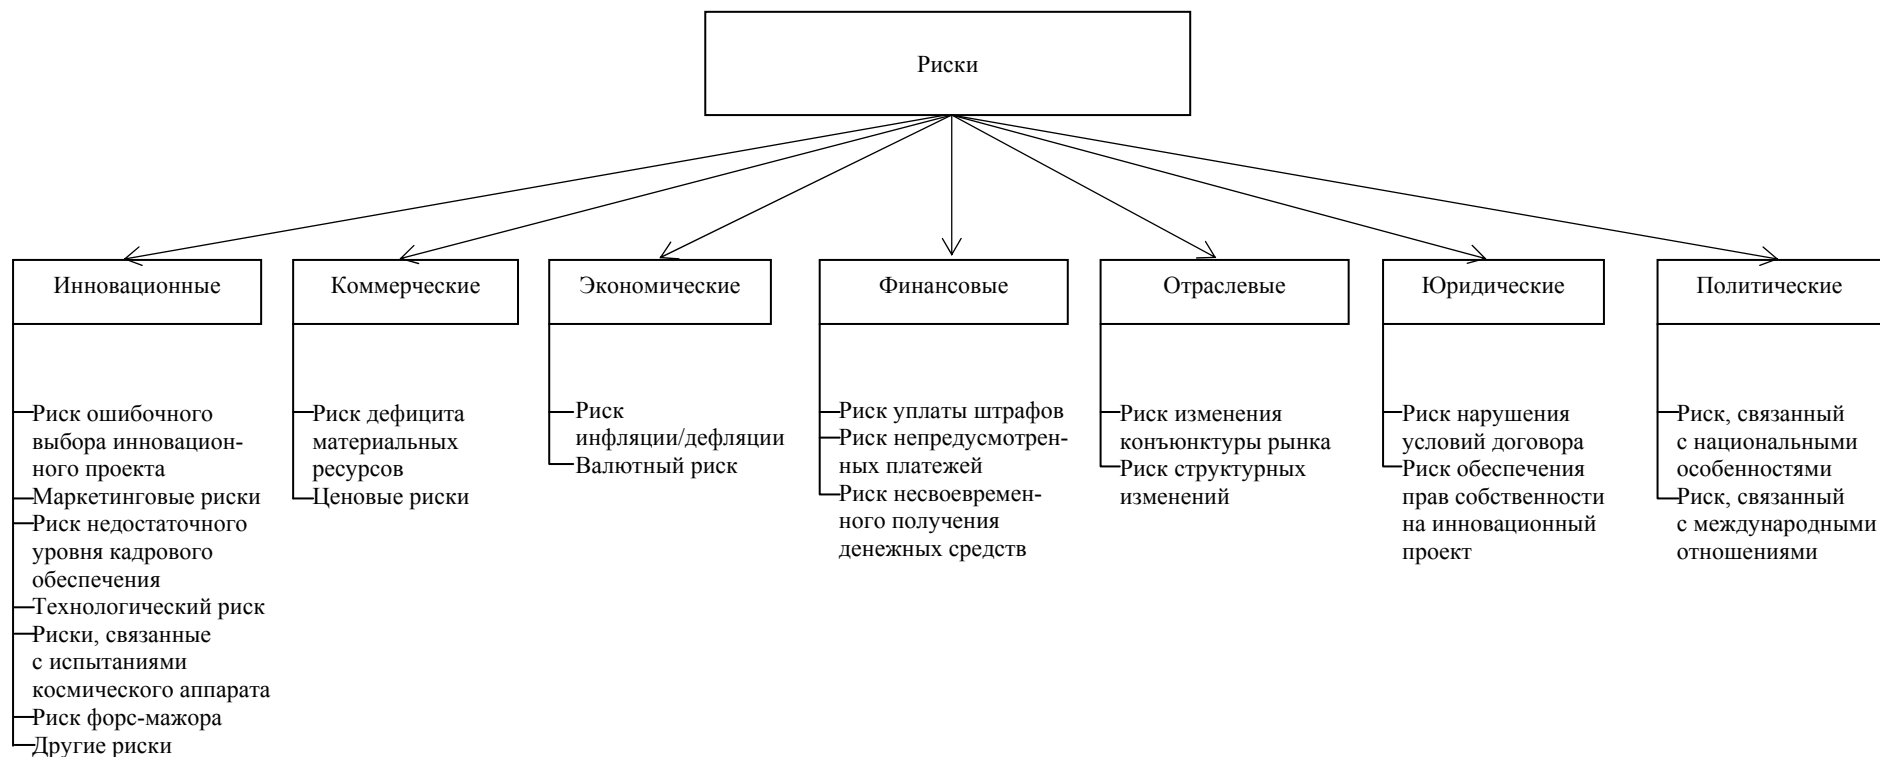 Риски
Инновационные
Риск ошибочного
выбора инновацион-
ного проекта
Маркетинговые риски
Риск недостаточного
уровня кадрового
обеспечения
Технологический риск
Риски, связанные
с испытаниями
космического аппарата
Риск форс-мажора
Другие риски
Коммерческие
Риск дефицита
материальных
ресурсов
Ценовые риски
Экономические
Риск
инфляции/дефляции
Валютный риск
Финансовые
Риск уплаты штрафов
Риск непредусмотрен-
ных платежей
Риск несвоевремен-
ного получения
денежных средств
Отраслевые
Риск изменения
конъюнктуры рынка
Риск структурных
изменений
Юридические
Риск нарушения
условий договора
Риск обеспечения
прав собственности
на инновационный
проект
Политические
Риск, связанный
с национальными
особенностями
Риск, связанный
с международными
отношениями